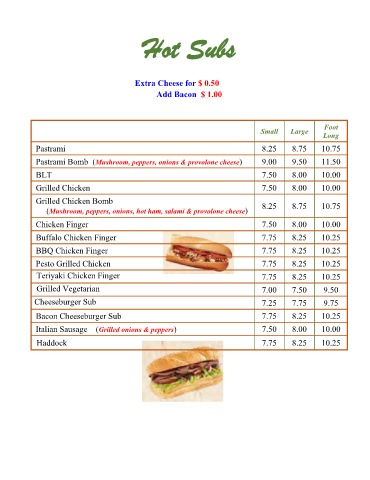 Hot Subs
Extra Cheese for $ 0.50
Add Bacon $ 1.00
Small Large Foot Long
Pastrami 8.25 8.75 10.75
Pastrami Bomb (Mushroom, peppers, onions & provolone cheese) 9.00 9.50 11.50
BLT 7.50 8.00 10.00
Grilled Chicken 7.50 8.00 10.00
Grilled Chicken Bomb
(Mushroom, peppers, onions, hot ham, salami & provolone cheese) 8.25 8.75 10.75
Chicken Finger 7.50 8.00 10.00
Buffalo Chicken Finger 7.75 8.25 10.25
BBQ Chicken Finger 7.75 8.25 10.25
Pesto Grilled Chicken 7.75 8.25 10.25
Teriyaki Chicken Finger 7.75 8.25 10.25
Grilled Vegetarian 7.00 7.50 9.50
Cheeseburger Sub 7.25 7.75 9.75
Bacon Cheeseburger Sub 7.75 8.25 10.25
Italian Sausage (Grilled onions & peppers) 7.50 8.00 10.00
Haddock 7.75 8.25 10.25